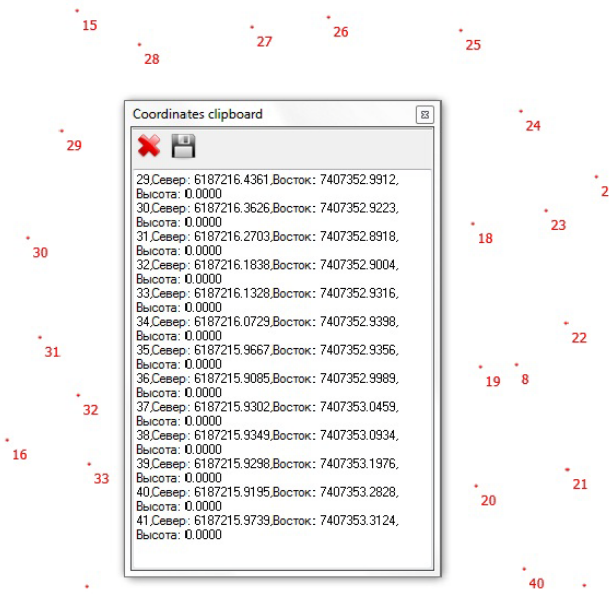 15
28
27
26
25
Coordinates clipboard
24
29
29,Север: 6187216.4361,Восток: 7407352.9912,
Высота: 0.0000
30,Север: 6187216.3626,Восток: 7407352.9223,
Высота: 0.0000
31,Север: 6187216.2703,Восток: 7407352.8918,
Высота: 0.0000
32,Север: 6187216.1838,Восток: 7407352.9004,
Высота: 0.0000
33,Север: 6187216.1328,Восток: 7407352.9316,
Высота: 0.0000
34,Север: 6187216.0729,Восток: 7407352.9398,
Высота: 0.0000
35,Север: 6187215.9667,Восток: 7407352.9356,
Высота: 0.0000
36,Север: 6187215.9085,Восток: 7407352.9989,
Высота: 0.0000
37,Север: 6187215.9302,Восток: 7407353.0459,
Высота: 0.0000
38,Север: 6187215.9349,Восток: 7407353.0934,
Высота: 0.0000
39,Север: 6187215.9298,Восток: 7407353.1976,
Высота: 0.0000
40,Север: 6187215.9195,Восток: 7407353.2828,
Высота: 0.0000
41,Север: 6187215.9739,Восток: 7407353.3124,
Высота: 0.0000
2
23
18
30
22
31
19
8
32
16
33
21
20
40